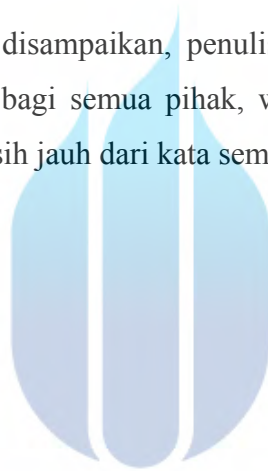 disampaikan, penuli
bagi semua pihak, w
sih jauh dari kata sem